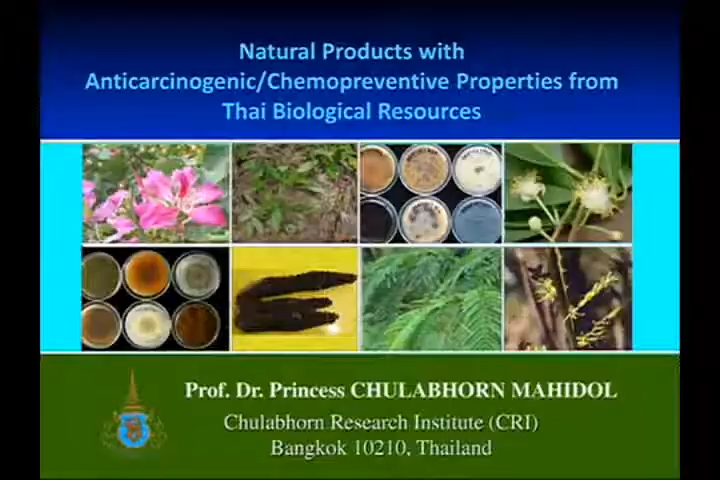 Natural Products with
Anticarcinogenic/Chemopreventive Properties from
Thai Biological Resources
Prof. Dr. Princess CHULABHORN MAHIDOL
Chulabhorn Research Institute (CRI)
Bangkok 10210, Thailand